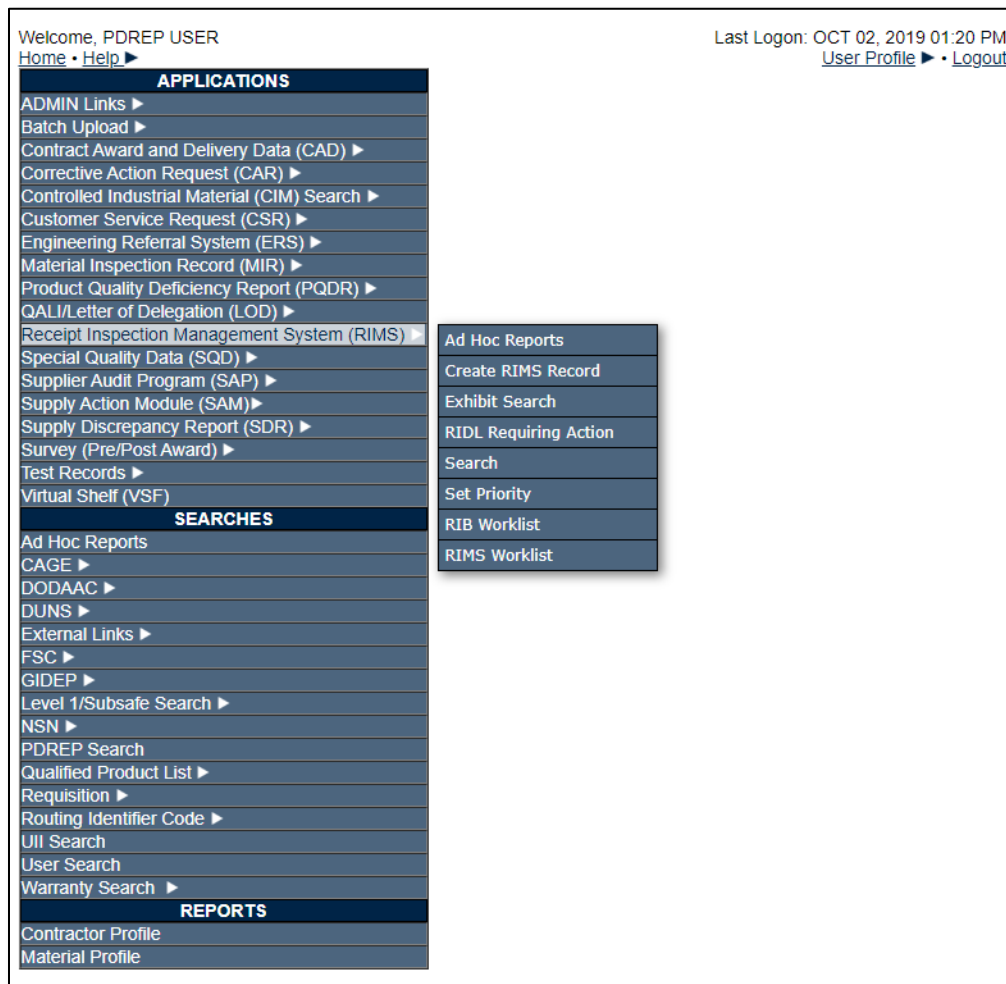 Welcome, PDREP USER
Last Logon: OCT 02, 2019 01:20 PM
Home • Help ►
User Profile ► • Logout
APPLICATIONS
ADMIN Links ►
Batch Upload ►
Contract Award and Delivery Data (CAD) ►
Corrective Action Request (CAR) ►
Controlled Industrial Material (CIM) Search ►
Customer Service Request (CSR) ►
Engineering Referral System (ERS) ►
Material Inspection Record (MIR) ►
Product Quality Deficiency Report (PQDR) ►
QALI/Letter of Delegation (LOD) ►
Receipt Inspection Management System (RIMS) ►
Special Quality Data (SQD) ►
Supplier Audit Program (SAP) ►
Supply Action Module (SAM)►
Supply Discrepancy Report (SDR) ►
Survey (Pre/Post Award) ►
Test Records ►
Virtual Shelf (VSF)
Ad Hoc Reports
Create RIMS Record
Exhibit Search
RIDL Requiring Action
Search
Set Priority
RIB Worklist
RIMS Worklist
SEARCHES
Ad Hoc Reports
CAGE ►
DODAAC ►
DUNS ►
External Links ►
FSC ►
GIDEP ►
Level 1/Subsafe Search ►
NSN ►
PDREP Search
Qualified Product List ►
Requisition ►
Routing Identifier Code ►
UII Search
User Search
Warranty Search ►
REPORTS
Contractor Profile
Material Profile